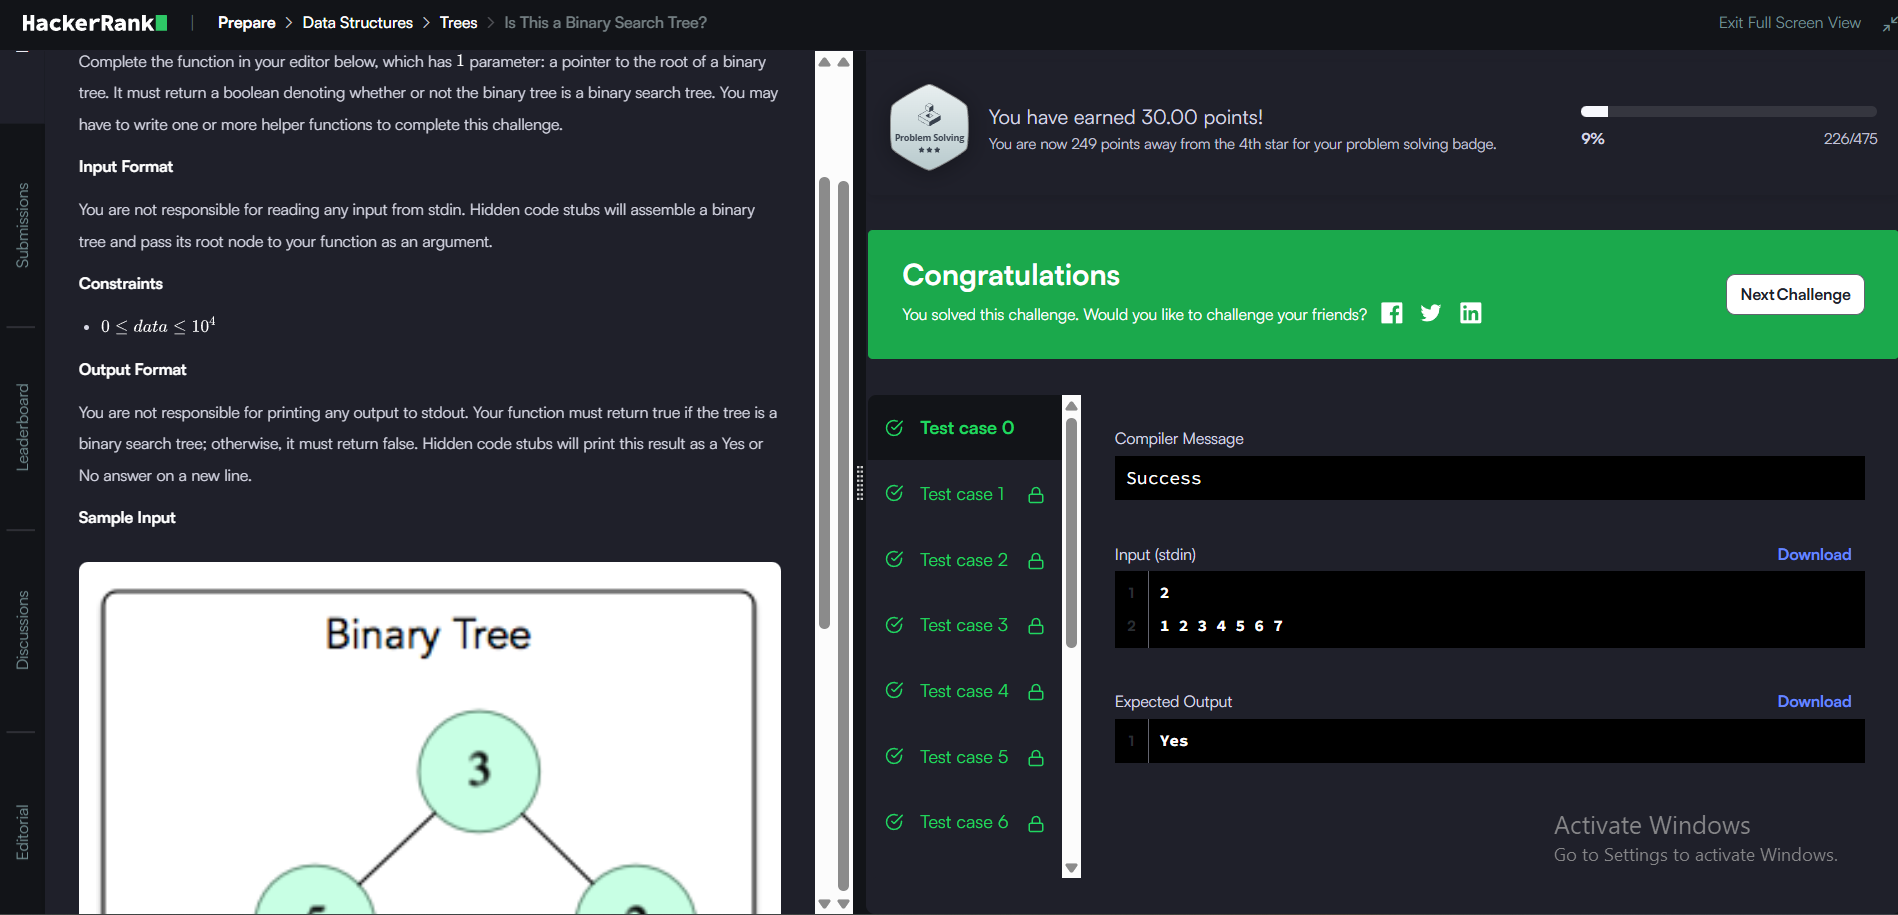 HackerRank
Prepare > Data Structures > Trees > Is This a Binary Search Tree?
Exit Full Screen View
Submissions
Leaderboard
Discussions
Editorial
Complete the function in your editor below, which has 1 parameter: a pointer to the root of a binary
tree. It must return a boolean denoting whether or not the binary tree is a binary search tree. You may
have to write one or more helper functions to complete this challenge.
Input Format
You are not responsible for reading any input from stdin. Hidden code stubs will assemble a binary
tree and pass its root node to your function as an argument.
Constraints
• 0 ≤ data ≤ 10⁴
Output Format
You are not responsible for printing any output to stdout. Your function must return true if the tree is a
binary search tree; otherwise, it must return false. Hidden code stubs will print this result as a Yes or
No answer on a new line.
Sample Input
Binary Tree
3
Problem Solving
You have earned 30.00 points!
You are now 249 points away from the 4th star for your problem solving badge.
9%
226/475
Congratulations
You solved this challenge. Would you like to challenge your friends?
Next Challenge
Test case 0
Test case 1
Test case 2
Test case 3
Test case 4
Test case 5
Test case 6
Compiler Message
Success
Input (stdin)
Download
1 2
2 1 2 3 4 5 6 7
Expected Output
Download
1 Yes
Activate Windows
Go to Settings to activate Windows.